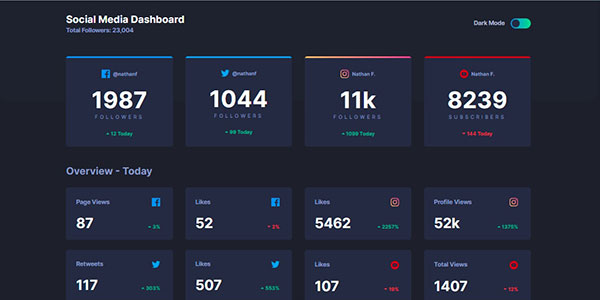 Social Media Dashboard
Total Followers: 23,004
Dark Mode
@nathanf
1987
FOLLOWERS
12 Today
@nathanf
1044
FOLLOWERS
99 Today
Nathan F.
11k
FOLLOWERS
1099 Today
Nathan F.
8239
SUBSCRIBERS
144 Today
Overview - Today
Page Views
87
3%
Likes
52
2%
Likes
5462
2257%
Profile Views
52k
1375%
Retweets
117
303%
Likes
507
553%
Likes
107
19%
Total Views
1407
12%